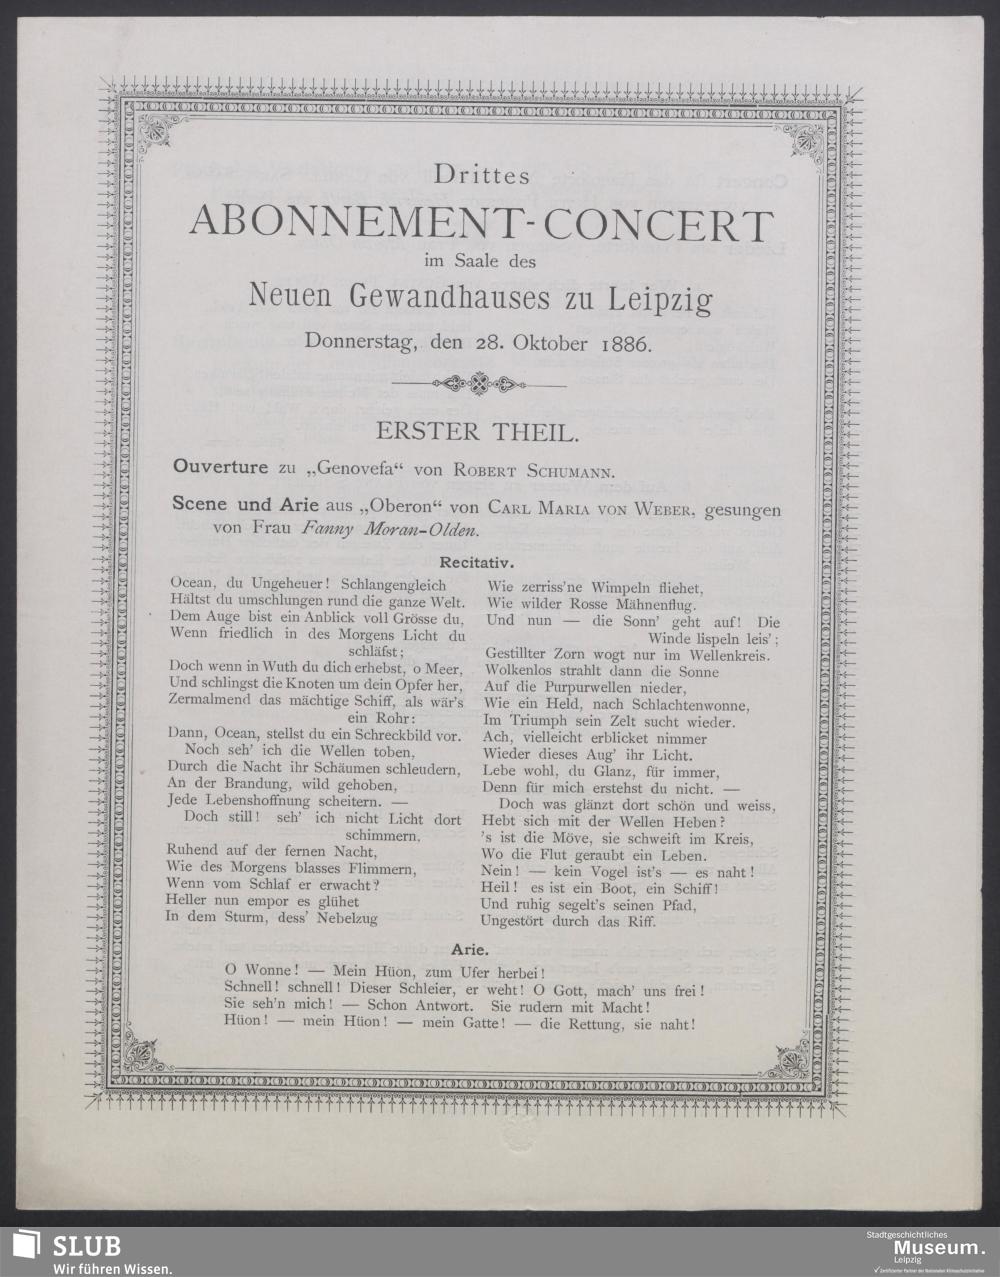 Drittes
ABONNEMENT-CONCERT
im Saale des
Neuen Gewandhauses zu Leipzig
Donnerstag, den 28. Oktober 1886.
ERSTER THEIL.
Ouverture zu „Genovefa“ von ROBERT SCHUMANN.
Scene und Arie aus „Oberon“ von CARL MARIA VON WEBER, gesungen
von Frau Fanny Moran-Olden.
Recitativ.
Ocean, du Ungeheuer! Schlangengleich
Hältst du umschlungen rund die ganze Welt.
Dem Auge bist ein Anblick voll Grösse du,
Wenn friedlich in des Morgens Licht du
schläfst;
Doch wenn in Wuth du dich erhebst, o Meer,
Und schlingst die Knoten um dein Opfer her,
Zermalmend das mächtige Schiff, als wär's
ein Rohr:
Dann, Ocean, stellst du ein Schreckbild vor.
Noch seh' ich die Wellen toben,
Durch die Nacht ihr Schäumen schleudern,
An der Brandung, wild gehoben,
Jede Lebenshoffnung scheitern. —
Doch still! seh' ich nicht Licht dort
schimmern,
Ruhend auf der fernen Nacht,
Wie des Morgens blasses Flimmern,
Wenn vom Schlaf er erwacht?
Heller nun empor es glühet
In dem Sturm, dess' Nebelzug
Wie zerriss'ne Wimpeln fliehet,
Wie wilder Rosse Mähnenflug.
Und nun — die Sonn' geht auf! Die
Winde lispeln leis';
Gestillter Zorn wogt nur im Wellenkreis.
Wolkenlos strahlt dann die Sonne
Auf die Purpurwellen nieder,
Wie ein Held, nach Schlachtenwonne,
Im Triumph sein Zelt sucht wieder.
Ach, vielleicht erblicket nimmer
Wieder dieses Aug' ihr Licht.
Lebe wohl, du Glanz, für immer,
Denn für mich erstehst du nicht. —
Doch was glänzt dort schön und weiss,
Hebt sich mit der Wellen Heben?
's ist die Möve, sie schweift im Kreis,
Wo die Flut geraubt ein Leben.
Nein! — kein Vogel ist's — es naht!
Heil! es ist ein Boot, ein Schiff!
Und ruhig segelt's seinen Pfad,
Ungestört durch das Riff.
Arie.
O Wonne! — Mein Hüon, zum Ufer herbei!
Schnell! schnell! Dieser Schleier, er weht! O Gott, mach' uns frei!
Sie seh'n mich! — Schon Antwort. Sie rudern mit Macht!
Hüon! — mein Hüon! — mein Gatte! — die Rettung, sie naht!
SLUB
Wir führen Wissen.
Stadtgeschichtliches
Museum.
Leipzig
Zertifizierter Partner der Nationalen Klimaschutzinitiative